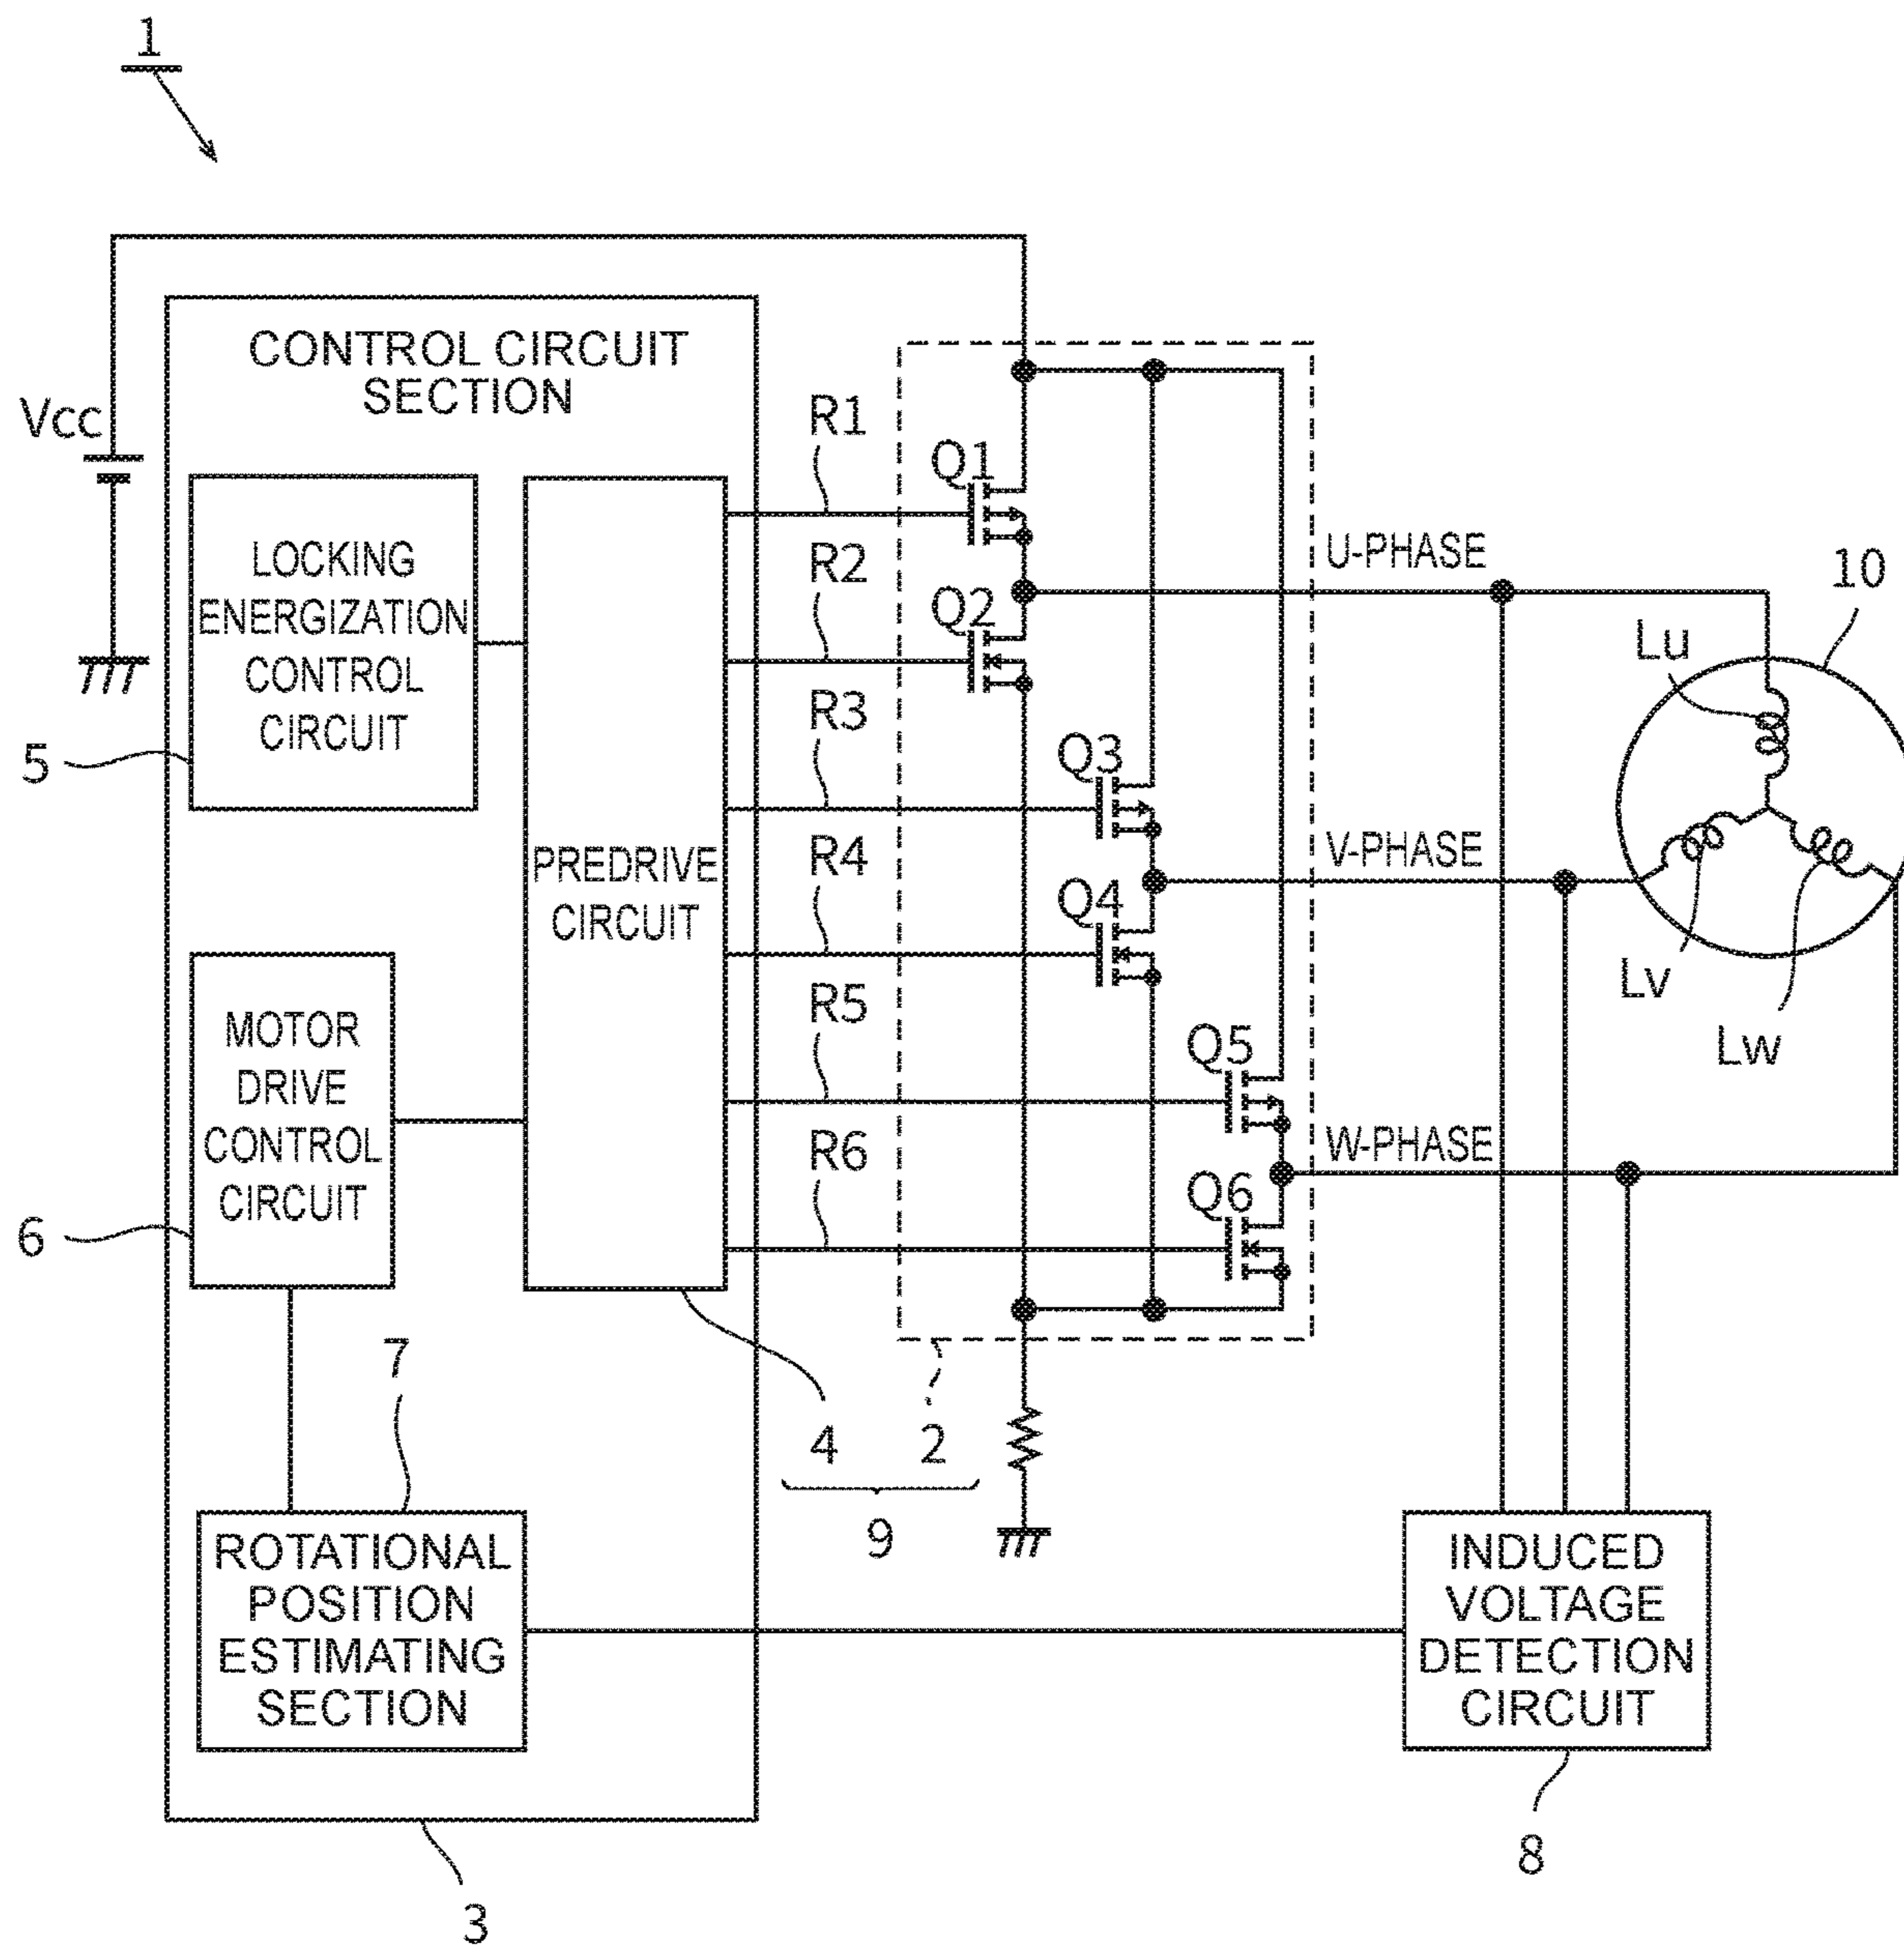 1
CONTROL CIRCUIT
SECTION
Vcc
R1
Q1
LOCKING
ENERGIZATION
CONTROL
CIRCUIT
R2
Q2
U-PHASE
10
Lu
5
R3
Q3
PREDRIVE
CIRCUIT
R4
Q4
V-PHASE
Lv
Lw
MOTOR
DRIVE
CONTROL
CIRCUIT
R5
Q5
6
R6
Q6
W-PHASE
7
4
2
9
ROTATIONAL
POSITION
ESTIMATING
SECTION
INDUCED
VOLTAGE
DETECTION
CIRCUIT
8
3